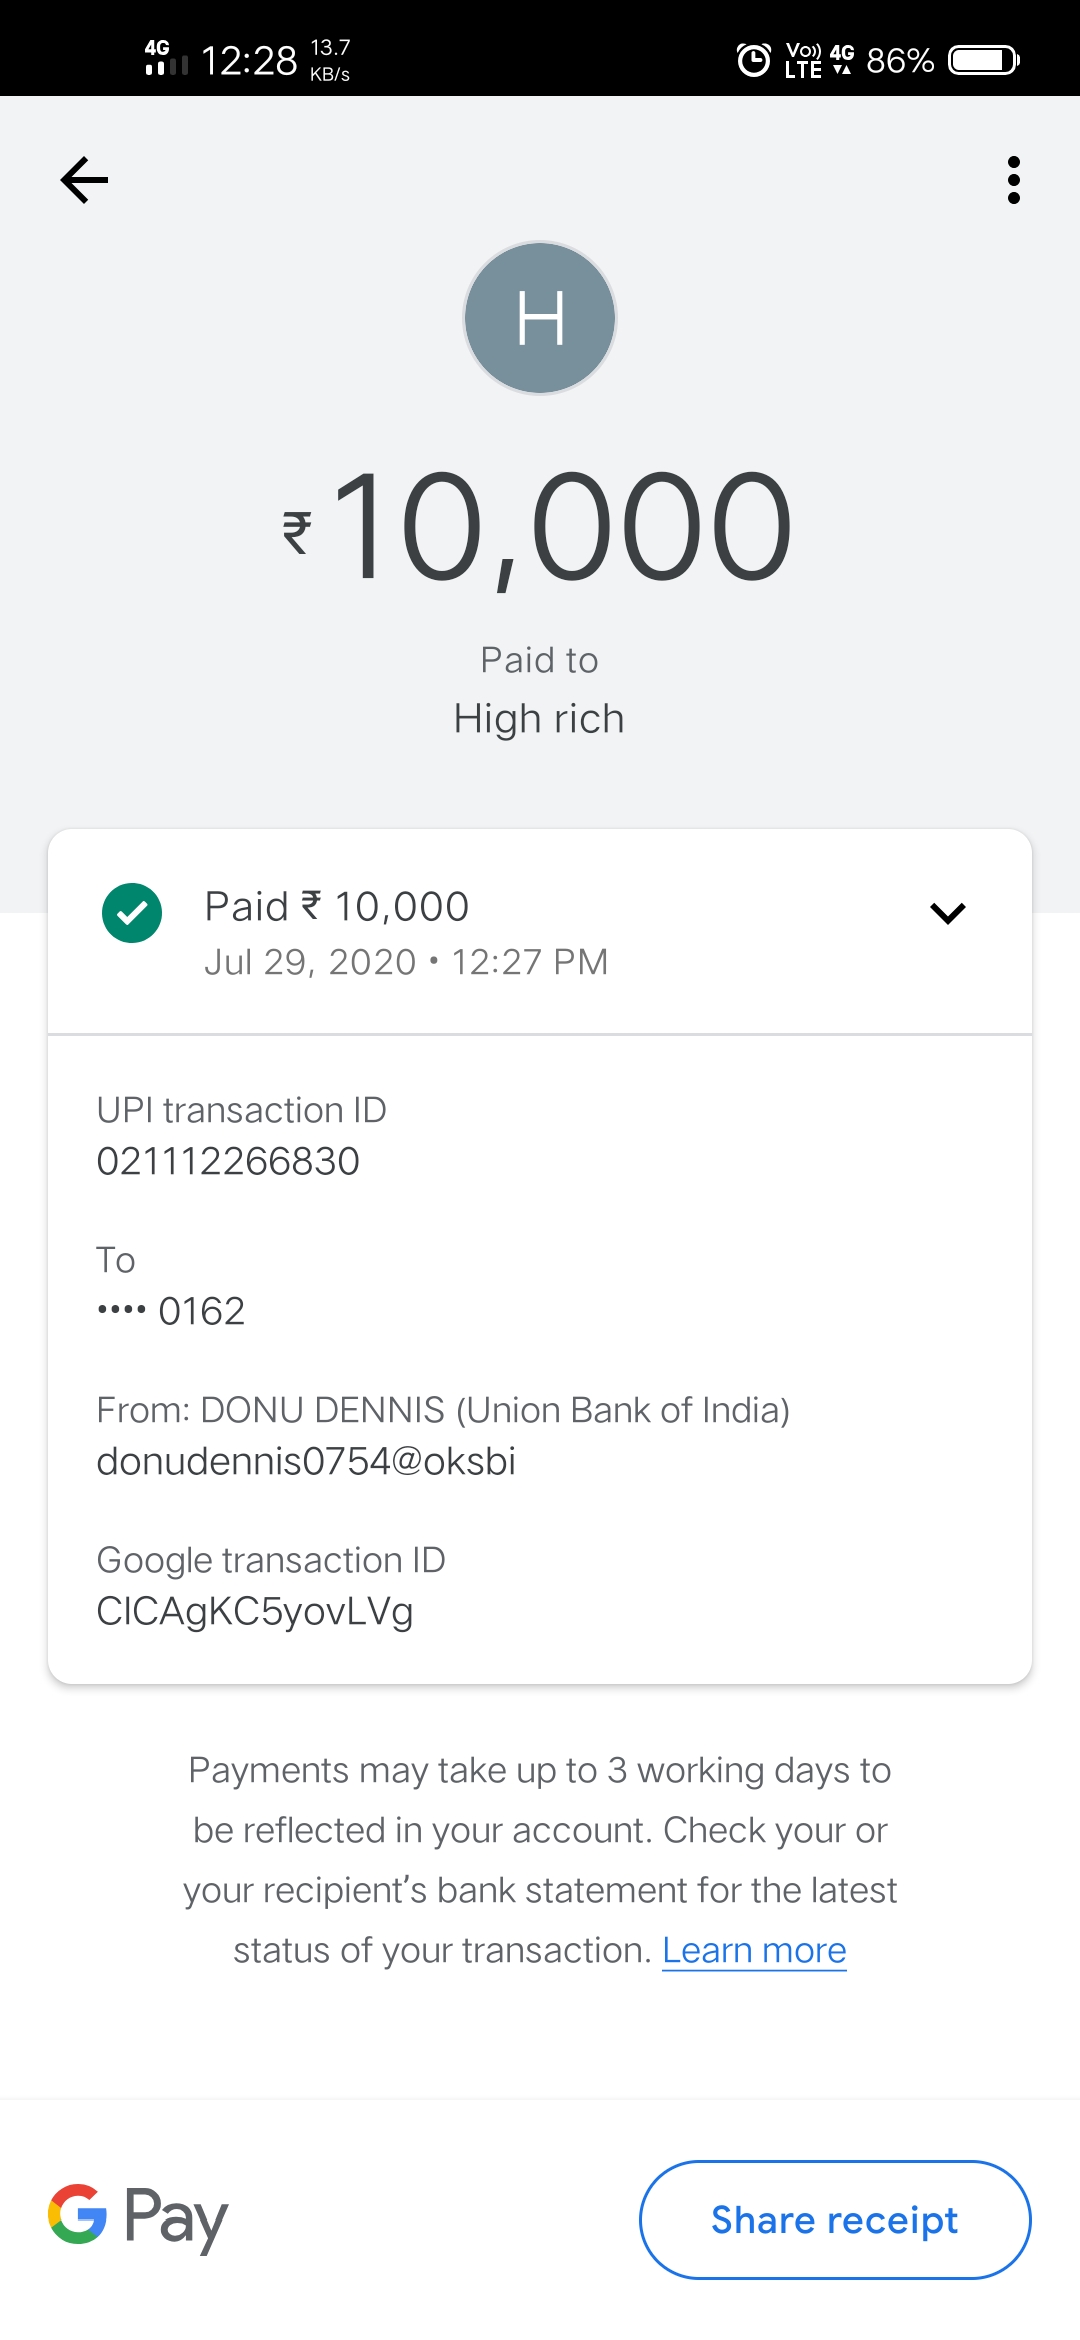 4G 12:28 13.7 KB/s VoLTE 4G 86%
H
₹10,000
Paid to
High rich
Paid ₹ 10,000
Jul 29, 2020 • 12:27 PM
UPI transaction ID
021112266830
To
•••• 0162
From: DONU DENNIS (Union Bank of India)
donudennis0754@oksbi
Google transaction ID
CICAgKC5yovLVg
Payments may take up to 3 working days to
be reflected in your account. Check your or
your recipient’s bank statement for the latest
status of your transaction. Learn more
G Pay
Share receipt